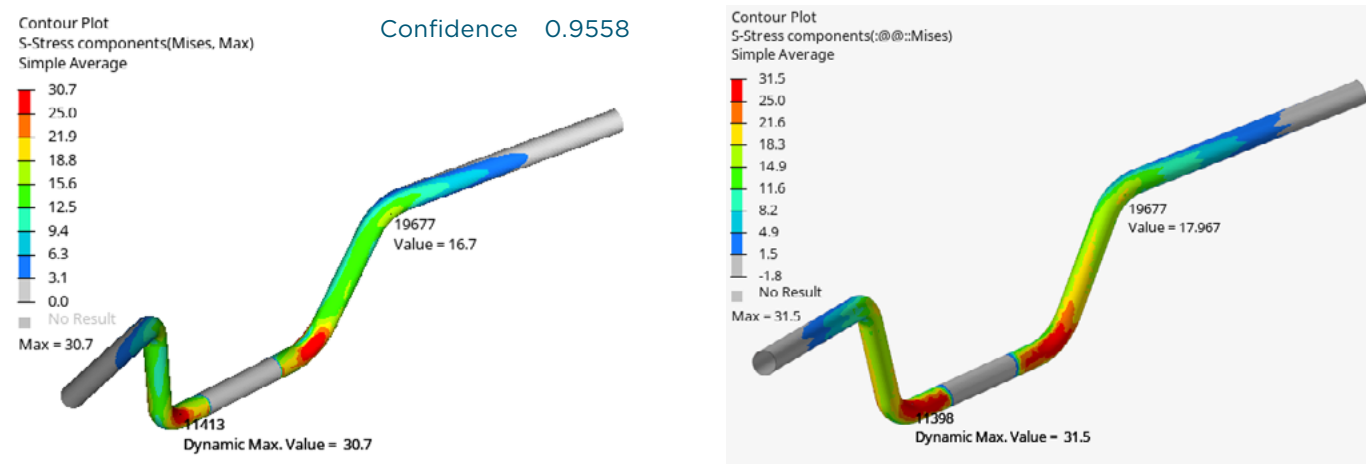 Contour Plot
S-Stress components(Mises, Max)
Simple Average
30.7
25.0
21.9
18.8
15.6
12.5
9.4
6.3
3.1
0.0
No Result
Max = 30.7
Confidence 0.9558
19677
Value = 16.7
11413
Dynamic Max. Value = 30.7
Contour Plot
S-Stress components(:@@::Mises)
Simple Average
31.5
25.0
21.6
18.3
14.9
11.6
8.2
4.9
1.5
-1.8
No Result
Max = 31.5
19677
Value = 17.967
11398
Dynamic Max. Value = 31.5